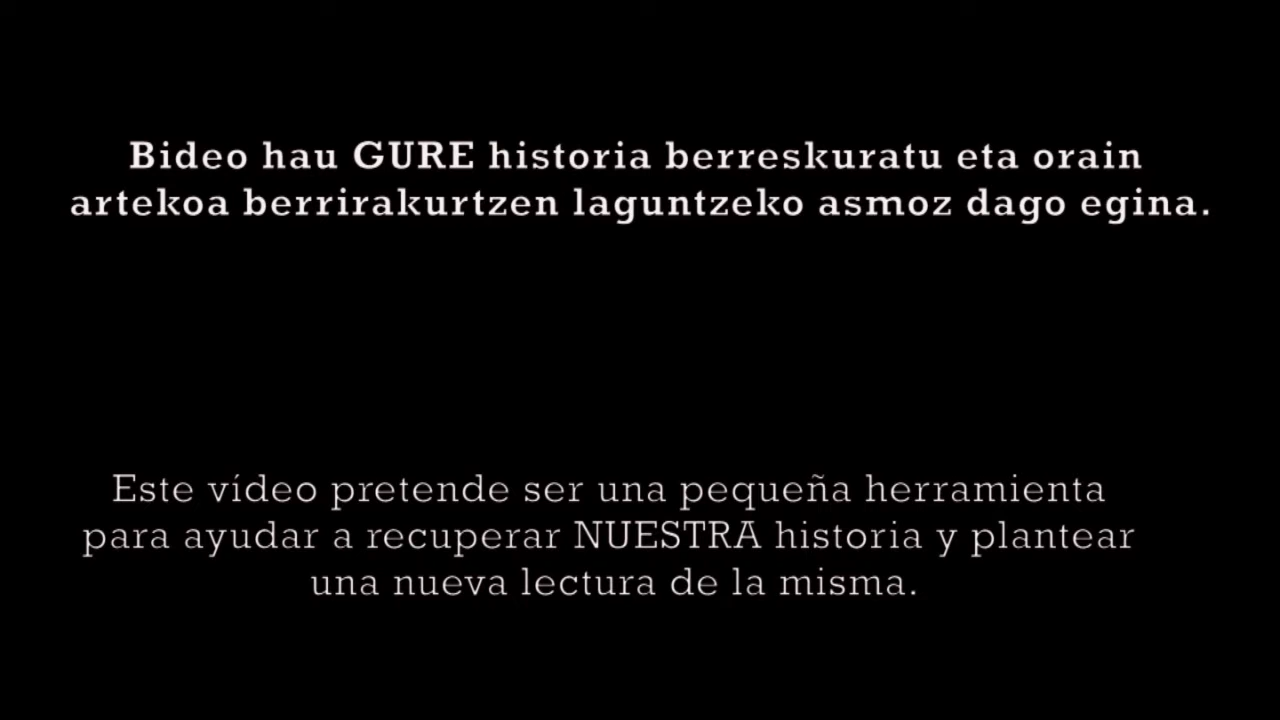 Bideo hau GURE historia berreskuratu eta orain
artekoa berrirakurtzen laguntzeko asmoz dago egina.
Este vídeo pretende ser una pequeña herramienta
para ayudar a recuperar NUESTRA historia y plantear
una nueva lectura de la misma.